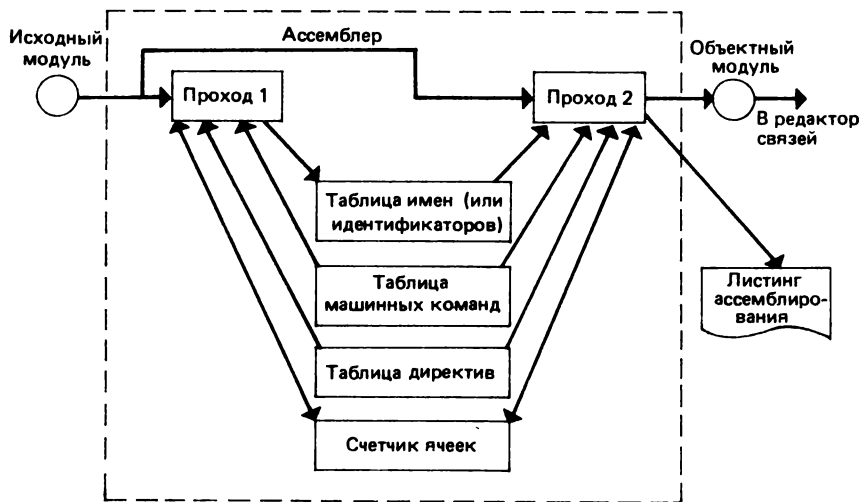 Исходный
модуль
Ассемблер
Объектный
модуль
Проход 1
Проход 2
В редактор
связей
Таблица имен (или
идентификаторов)
Таблица
машинных команд
Листинг
ассемблиро-
вания
Таблица директив
Счетчик ячеек